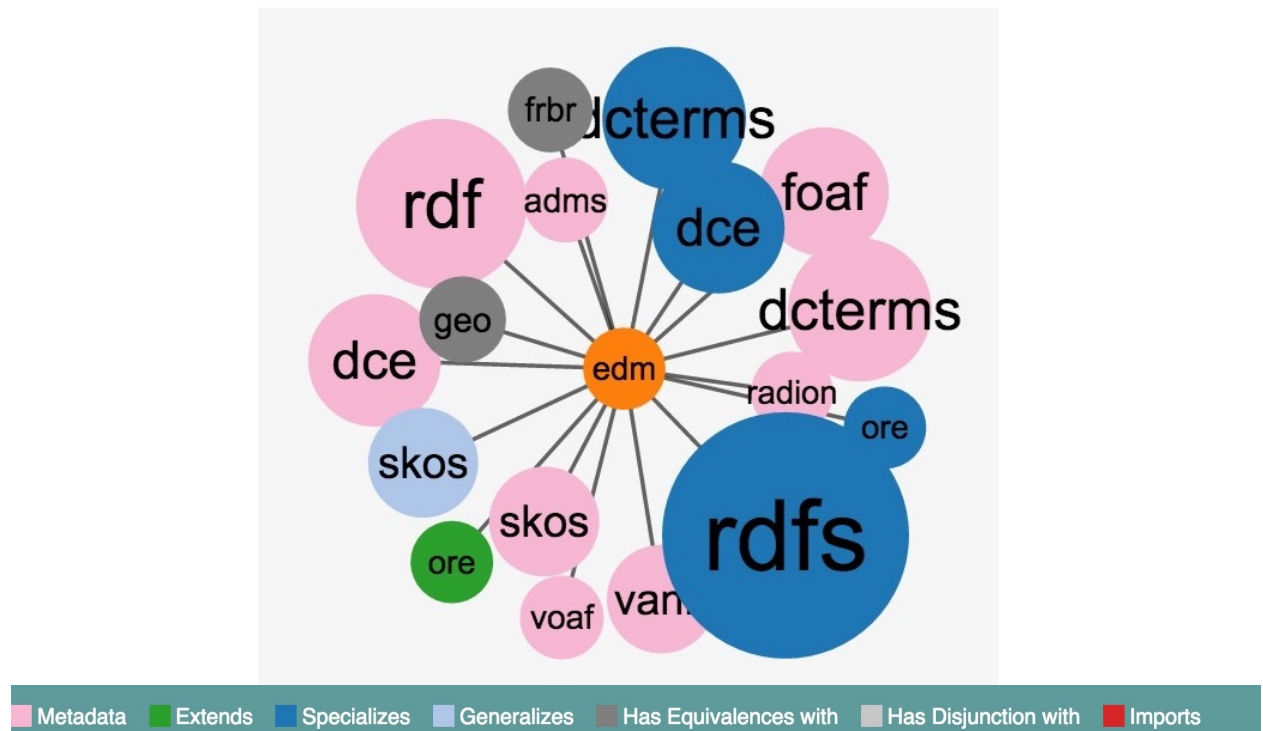 frbr
dcterms
adms
rdf
foaf
dce
geo
dcterms
dce
edm
radion
ore
skos
skos
rdfs
ore
voaf
Metadata Extends Specializes Generalizes Has Equivalences with Has Disjunction with Imports